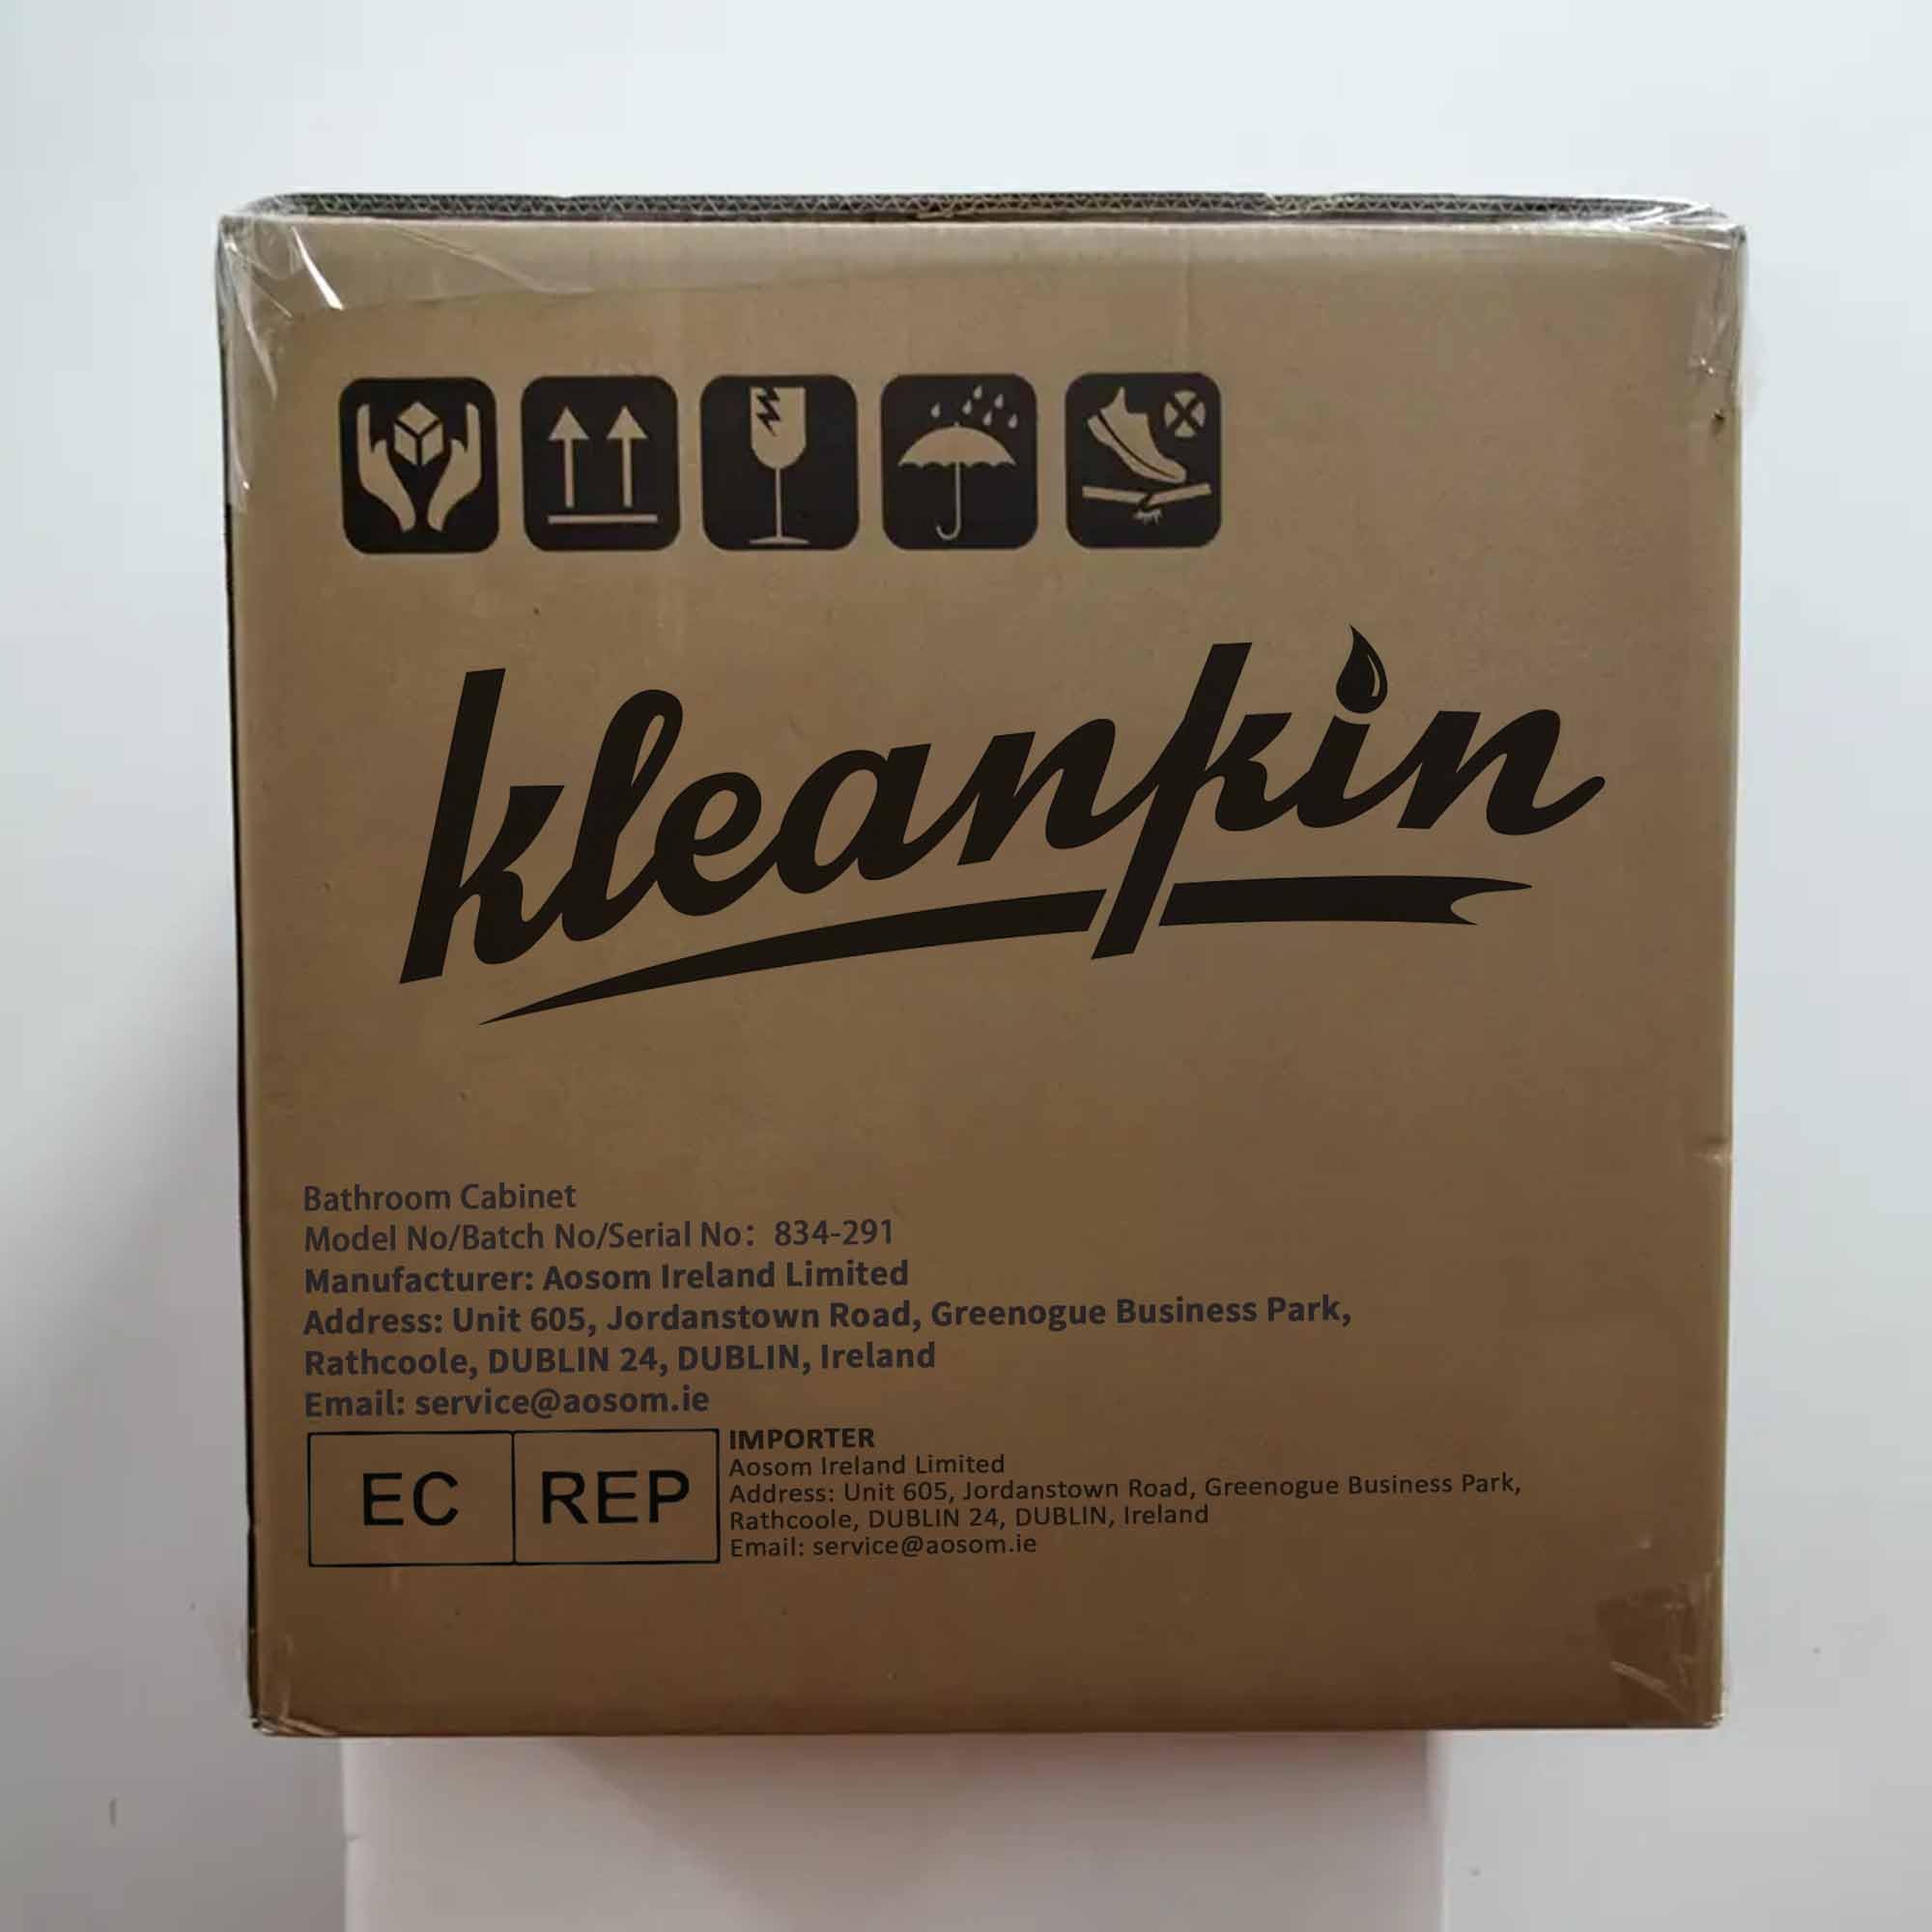 kleankin
Bathroom Cabinet
Model No/Batch No/Serial No: 834-291
Manufacturer: Aosom Ireland Limited
Address: Unit 605, Jordanstown Road, Greenogue Business Park,
Rathcoole, DUBLIN 24, DUBLIN, Ireland
Email: service@aosom.ie
EC REP
IMPORTER
Aosom Ireland Limited
Address: Unit 605, Jordanstown Road, Greenogue Business Park,
Rathcoole, DUBLIN 24, DUBLIN, Ireland
Email: service@aosom.ie